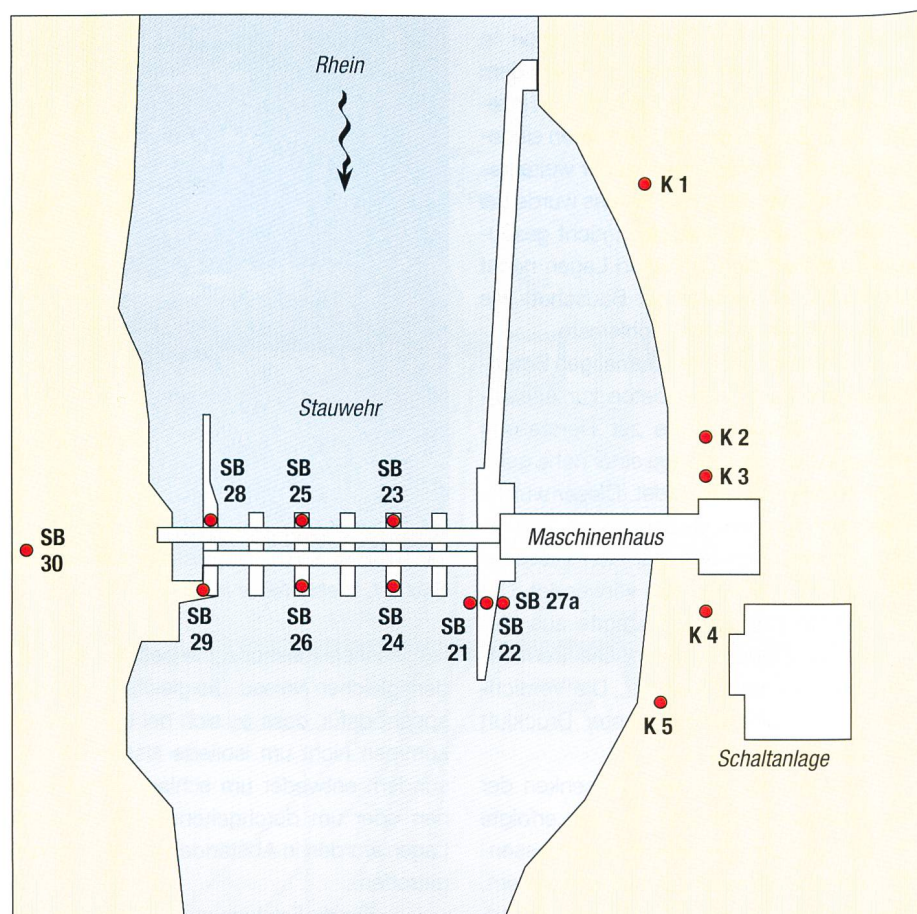 Rhein
K 1
Stauwehr
SB
28
SB
25
SB
23
K 2
K 3
SB
30
Maschinenhaus
SB
29
SB
26
SB
24
SB
21
SB
22
SB 27a
K 4
K 5
Schaltanlage